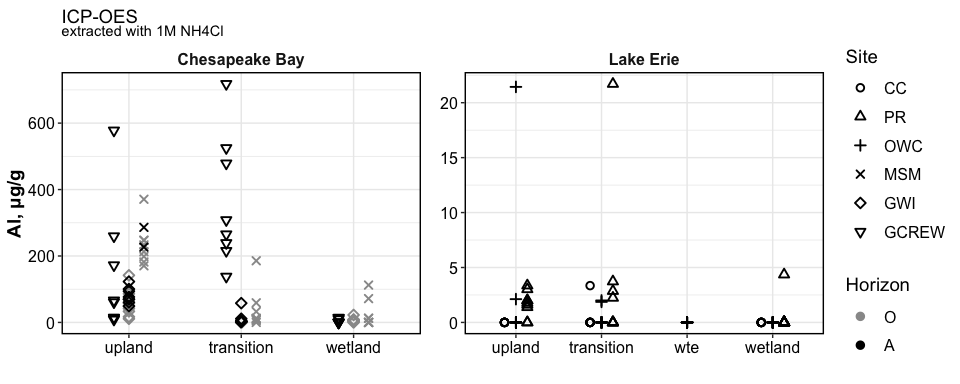 ICP-OES
extracted with 1M NH4Cl
Chesapeake Bay
Lake Erie
Al, µg/g
600
400
200
0
upland
transition
wetland
20
15
10
5
0
upland
transition
wte
wetland
Site
CC
PR
OWC
MSM
GWI
GCREW
Horizon
O
A